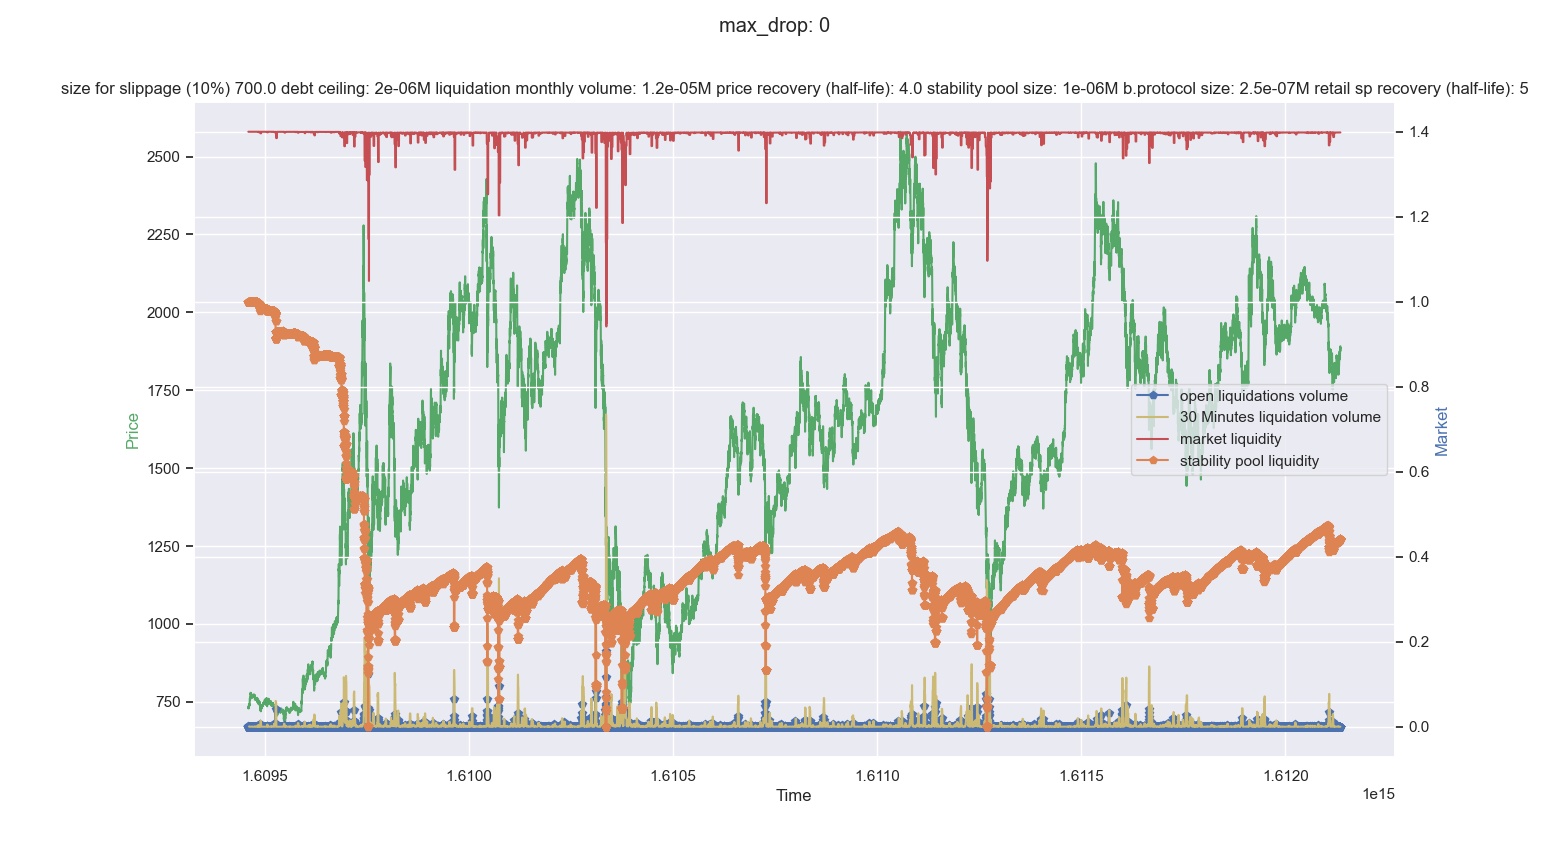 max_drop: 0
size for slippage (10%) 700.0 debt ceiling: 2e-06M liquidation monthly volume: 1.2e-05M price recovery (half-life): 4.0 stability pool size: 1e-06M b.protocol size: 2.5e-07M retail sp recovery (half-life): 5
2500
2250
2000
1750
1500
1250
1000
750
Price
1.4
1.2
1.0
0.8
0.6
0.4
0.2
0.0
Market
open liquidations volume
30 Minutes liquidation volume
market liquidity
stability pool liquidity
1.6095
1.6100
1.6105
1.6110
1.6115
1.6120
1e15
Time